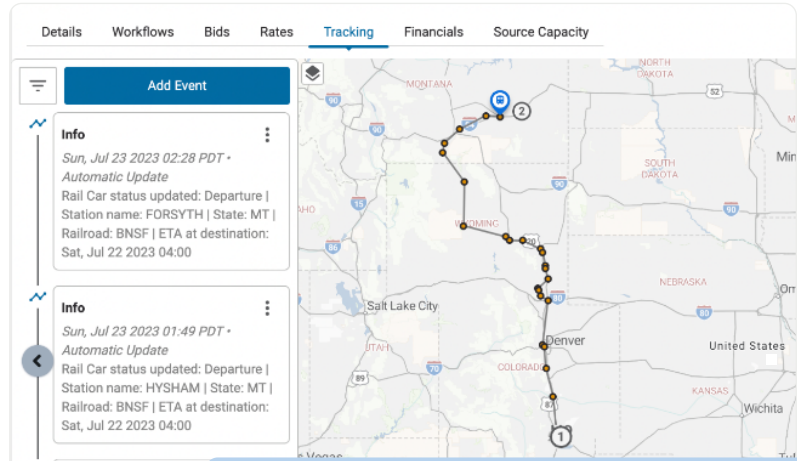 Details Workflows Bids Rates Tracking Financials Source Capacity
Add Event
Info
Sun, Jul 23 2023 02:28 PDT •
Automatic Update
Rail Car status updated: Departure |
Station name: FORSYTH | State: MT |
Railroad: BNSF | ETA at destination:
Sat, Jul 22 2023 04:00
Info
Sun, Jul 23 2023 01:49 PDT •
Automatic Update
Rail Car status updated: Departure |
Station name: HYSHAM | State: MT |
Railroad: BNSF | ETA at destination:
Sat, Jul 22 2023 04:00
NORTH
DAKOTA
MONTANA
52
90
2
90
Min
SOUTH
DAKOTA
90
AHO
15
90
WYOMING
86
NEBRASKA
Om
80
80
Salt Lake City
UTAH
Denver
United States
70
COLORADO
89
KANSAS
87
Wichita
1